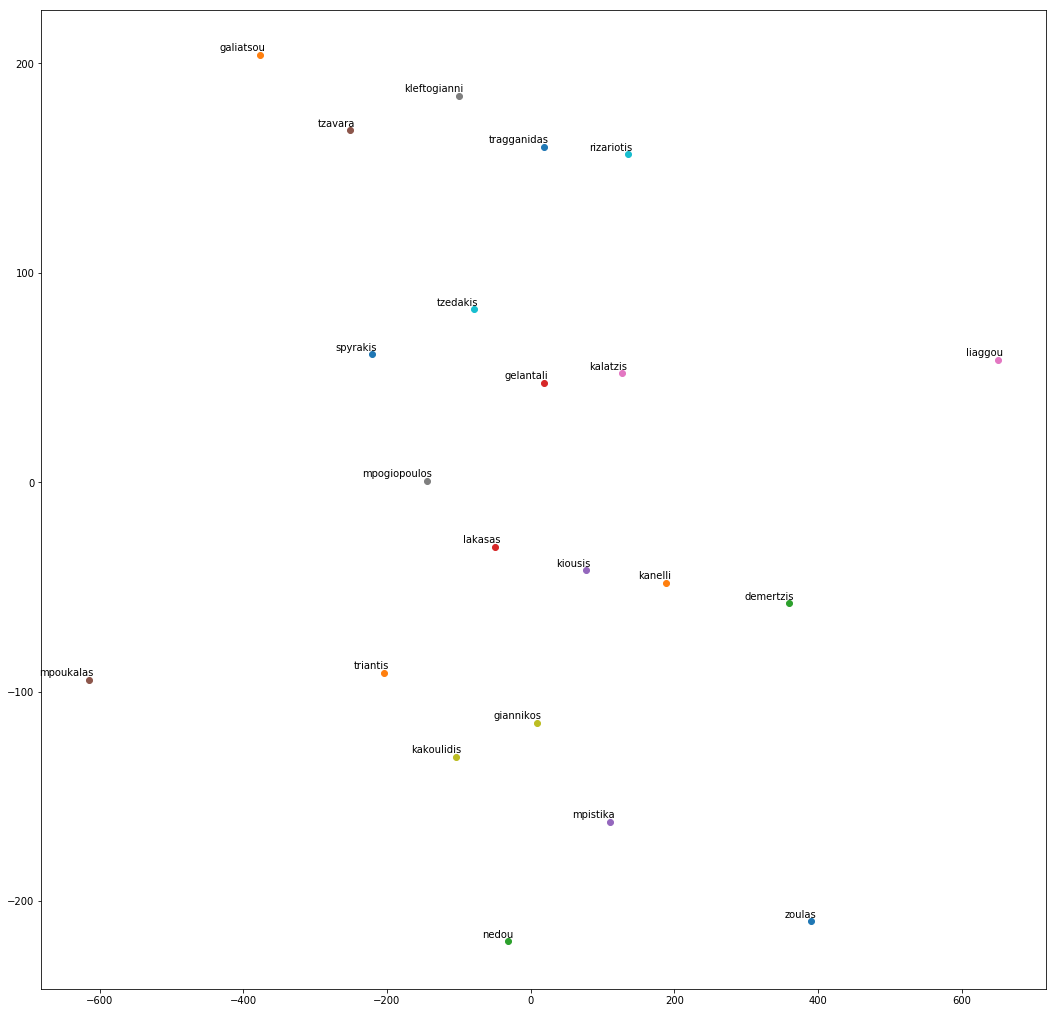 galiatsou
200
kleftogianni
tzavara
tragganidas
rizariotis
100
tzedakis
spyrakis
liaggou
kalatzis
gelantali
0
mpogiopoulos
lakasas
kiousis
kanelli
demertzis
triantis
mpoukalas
−100
giannikos
kakoulidis
mpistika
−200
zoulas
nedou
−600 −400 −200 0 200 400 600